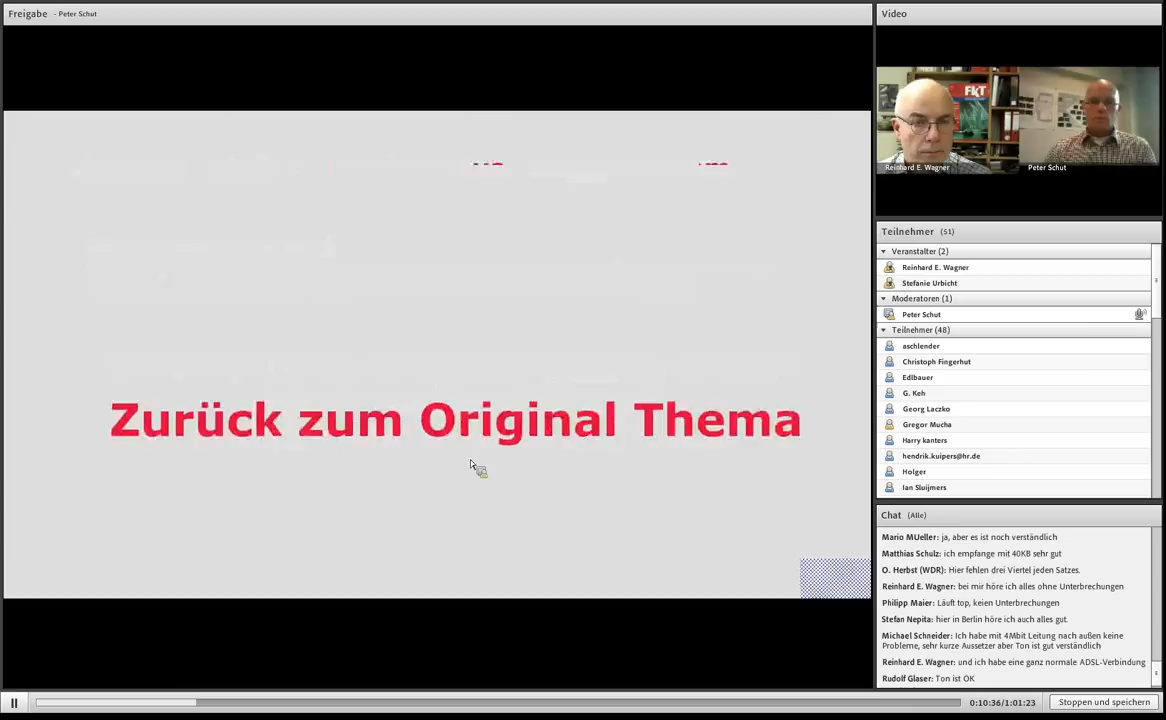 Freigabe - Peter Schut
Zurück zum Original Thema
Video
FKT
Reinhard E. Wagner
Peter Schut
Teilnehmer (51)
Veranstalter (2)
Reinhard E. Wagner
Stefanie Urbicht
Moderatoren (1)
Peter Schut
Teilnehmer (48)
aschlender
Christoph Fingerhut
Edlbauer
G. Keh
Georg Laczko
Gregor Mucha
Harry kanters
hendrik.kuipers@hr.de
Holger
Ian Sluijmers
Chat (Alle)
Mario MUeller: ja, aber es ist noch verständlich
Matthias Schulz: ich empfange mit 40KB sehr gut
O. Herbst (WDR): Hier fehlen drei Viertel jeden Satzes.
Reinhard E. Wagner: bei mir höre ich alles ohne Unterbrechungen
Philipp Maier: Läuft top, keien Unterbrechungen
Stefan Nepita: hier in Berlin höre ich auch alles gut.
Michael Schneider: Ich habe mit 4Mbit Leitung nach außen keine
Probleme, sehr kurze Aussetzer aber Ton ist gut verständlich
Reinhard E. Wagner: und ich habe eine ganz normale ADSL-Verbindung
Rudolf Glaser: Ton ist OK
0:10:36/1:01:23
Stoppen und speichern